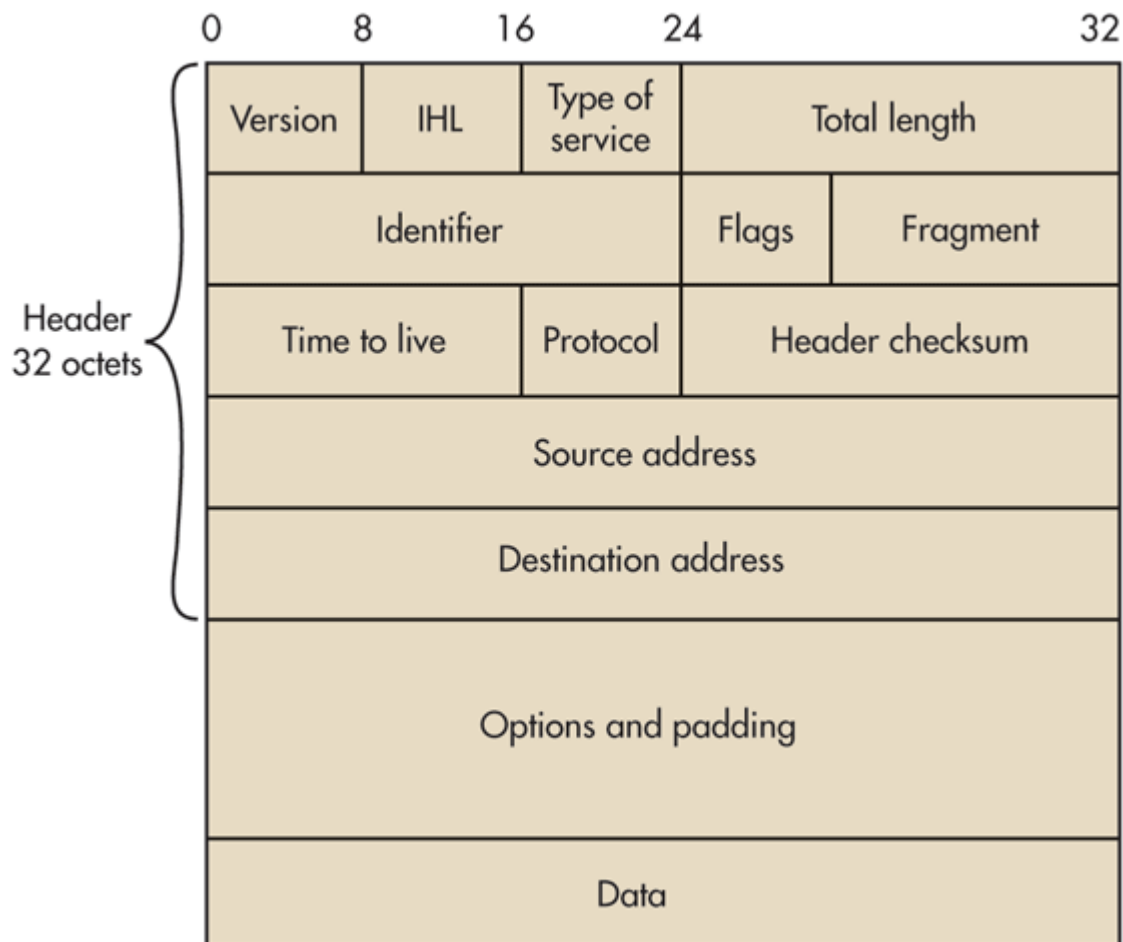 0 8 16 24 32
Version IHL Type of service Total length
Identifier Flags Fragment
Header 32 octets
Time to live Protocol Header checksum
Source address
Destination address
Options and padding
Data